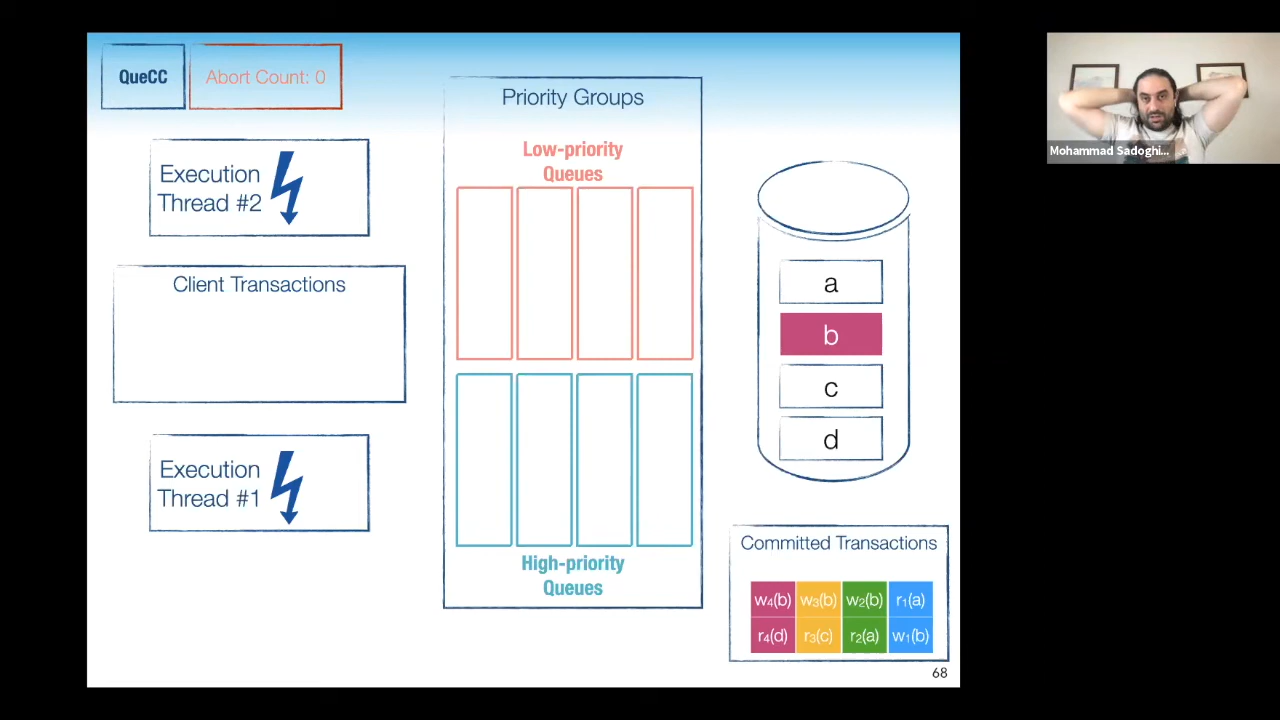 QueCC
Abort Count: 0
Execution
Thread #2
Client Transactions
Execution
Thread #1
Priority Groups
Low-priority
Queues
High-priority
Queues
a
b
c
d
Committed Transactions
w₄(b) w₃(b) w₂(b) r₁(a)
r₄(d) r₃(c) r₂(a) w₁(b)
68
Mohammad Sadoghi...